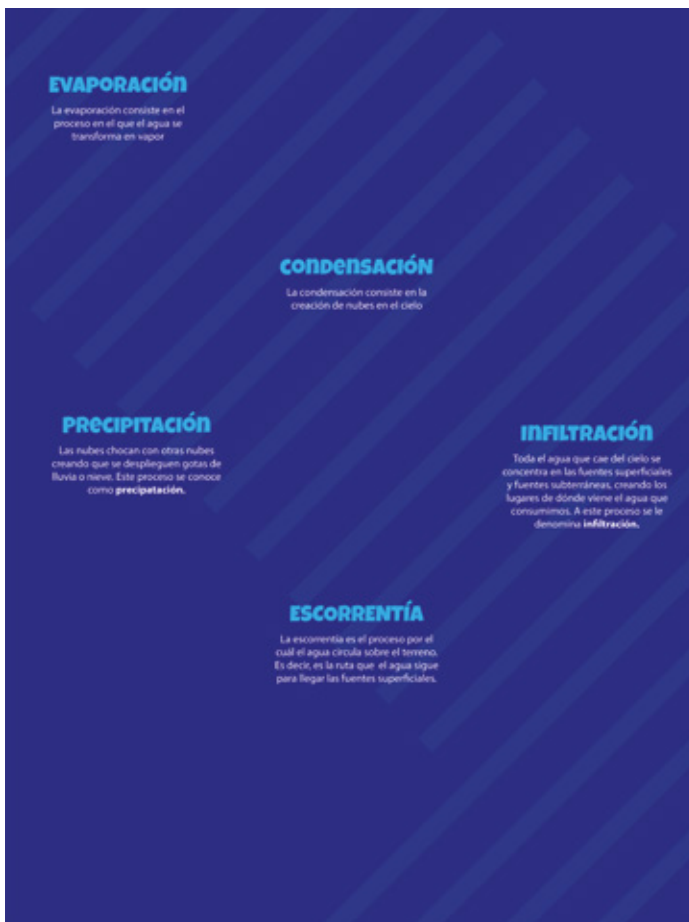 EVAPORACIÓN
La evaporación consiste en el
proceso en el que el agua se
transforma en vapor
CONDENSACIÓN
La condensación consiste en la
creación de nubes en el cielo
PRECIPITACIÓN
Las nubes chocan con otras nubes
creando que se desplieguen gotas de
lluvia o nieve. Este proceso se conoce
como precipatación.
INFILTRACIÓN
Toda el agua que cae del cielo se
concentra en las fuentes superficiales
y fuentes subterráneas, creando los
lugares de dónde viene el agua que
consumimos. A este proceso se le
denomina infiltración.
ESCORRENTÍA
La escorrentía es el proceso por el
cuál el agua circula sobre el terreno.
Es decir, es la ruta que el agua sigue
para llegar las fuentes superficiales.